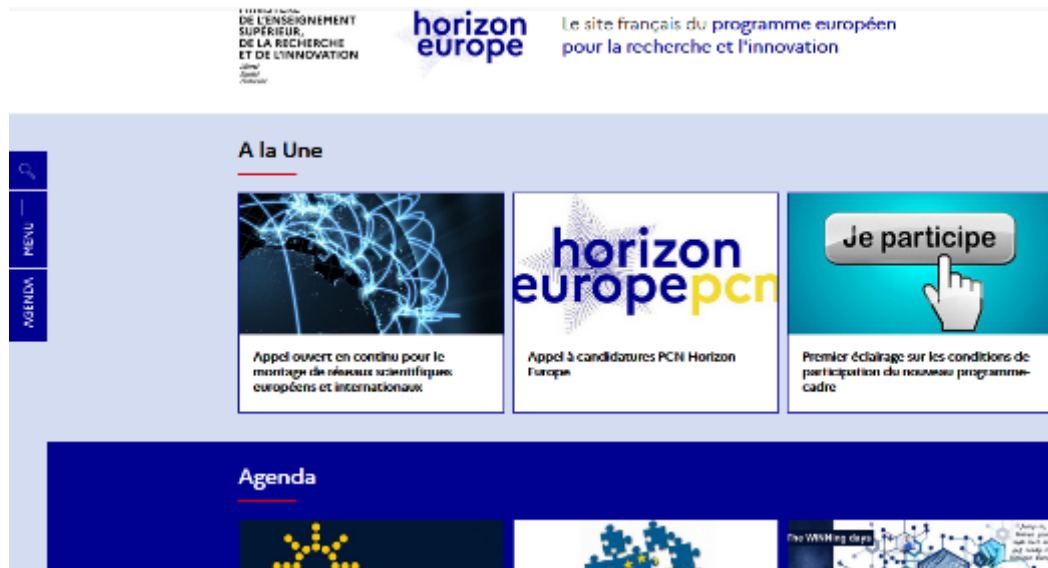 DE L'ENSEIGNEMENT
SUPÉRIEUR,
DE LA RECHERCHE
ET DE L'INNOVATION
horizon
europe
Le site français du programme européen
pour la recherche et l'innovation
A la Une
MENU
AGENDA
horizon
europepcn
Je participe
Appel ouvert en continu pour le
montage de réseaux scientifiques
européens et internationaux
Appel à candidatures PCN Horizon
Europe
Premier éclairage sur les conditions de
participation du nouveau programme-
cadre
Agenda
The WINNing days